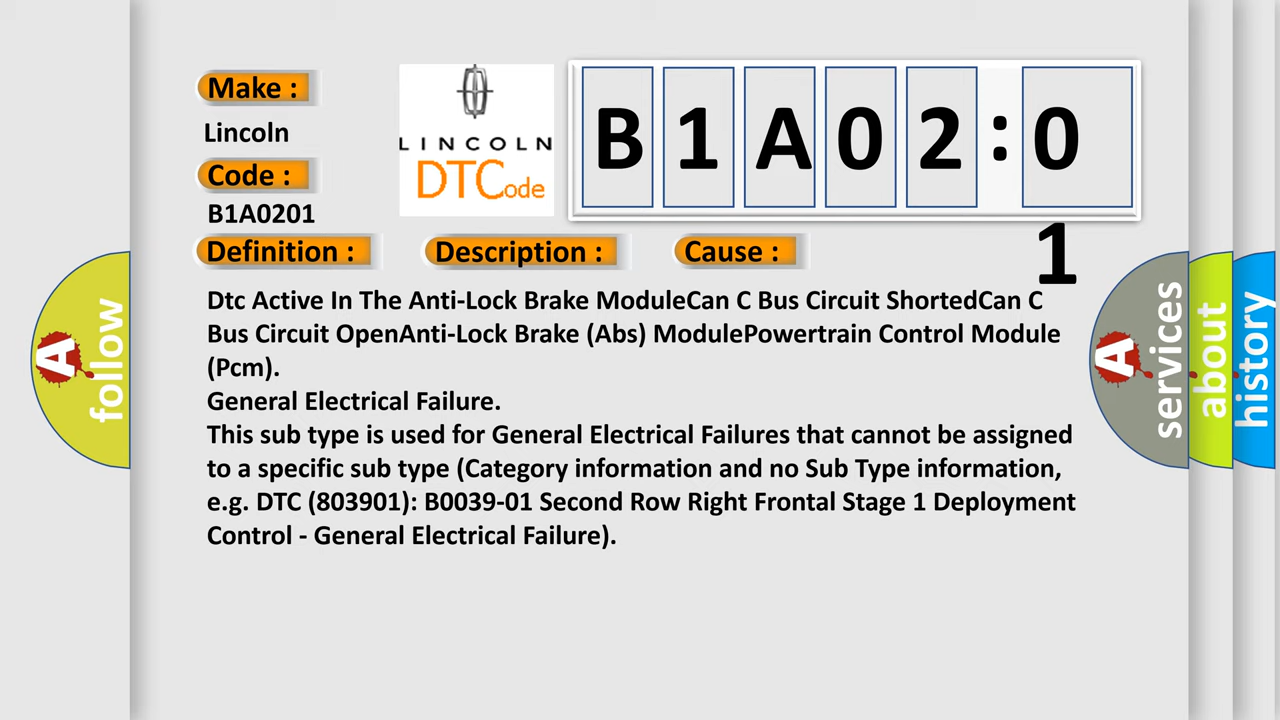 Make :
Lincoln
Code :
B1A0201
LINCOLN
DTCode
B1A02:0
1
Definition :
Description :
Cause :
Dtc Active In The Anti-Lock Brake ModuleCan C Bus Circuit ShortedCan C
Bus Circuit OpenAnti-Lock Brake (Abs) ModulePowertrain Control Module
(Pcm).
General Electrical Failure.
This sub type is used for General Electrical Failures that cannot be assigned
to a specific sub type (Category information and no Sub Type information,
e.g. DTC (803901): B0039-01 Second Row Right Frontal Stage 1 Deployment
Control - General Electrical Failure).
A follow
A services
about
history